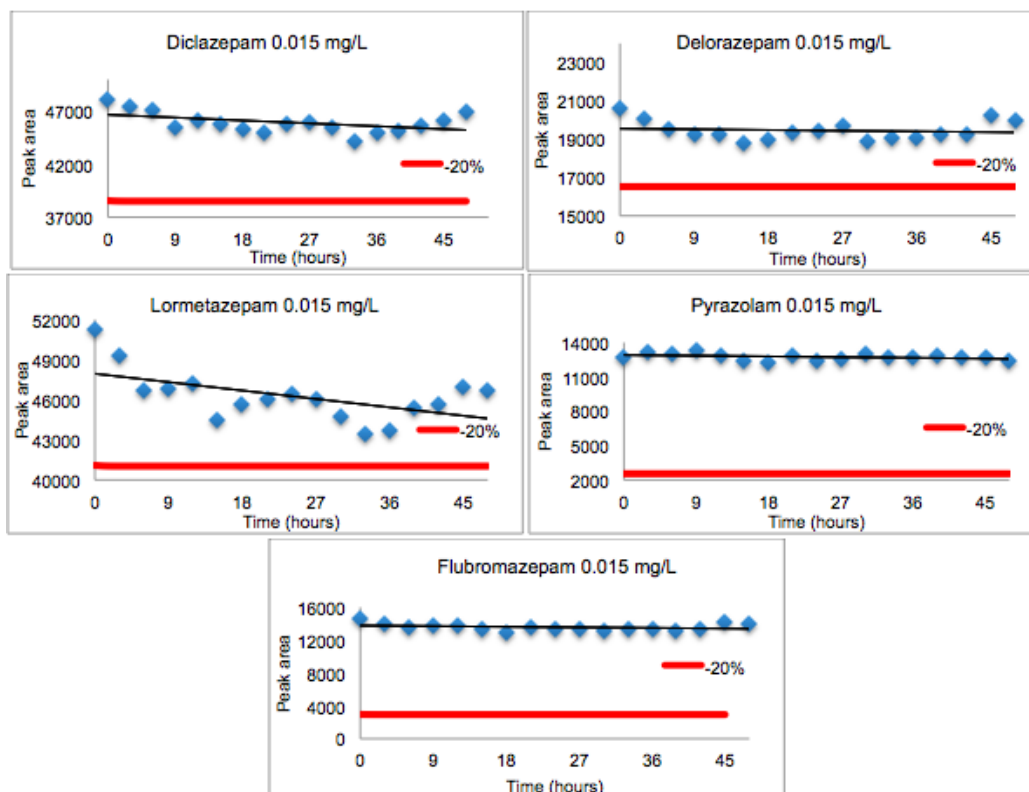 Diclazepam 0.015 mg/L
Peak area
47000
42000
37000
-20%
0 9 18 27 36 45
Time (hours)
Delorazepam 0.015 mg/L
Peak area
23000
21000
19000
17000
15000
-20%
0 9 18 27 36 45
Time (hours)
Lormetazepam 0.015 mg/L
Peak area
52000
49000
46000
43000
40000
-20%
0 9 18 27 36 45
Time (hours)
Pyrazolam 0.015 mg/L
Peak area
14000
11000
8000
5000
2000
-20%
0 9 18 27 36 45
Time (hours)
Flubromazepam 0.015 mg/L
Peak area
16000
12000
8000
4000
0
-20%
0 9 18 27 36 45
Time (hours)